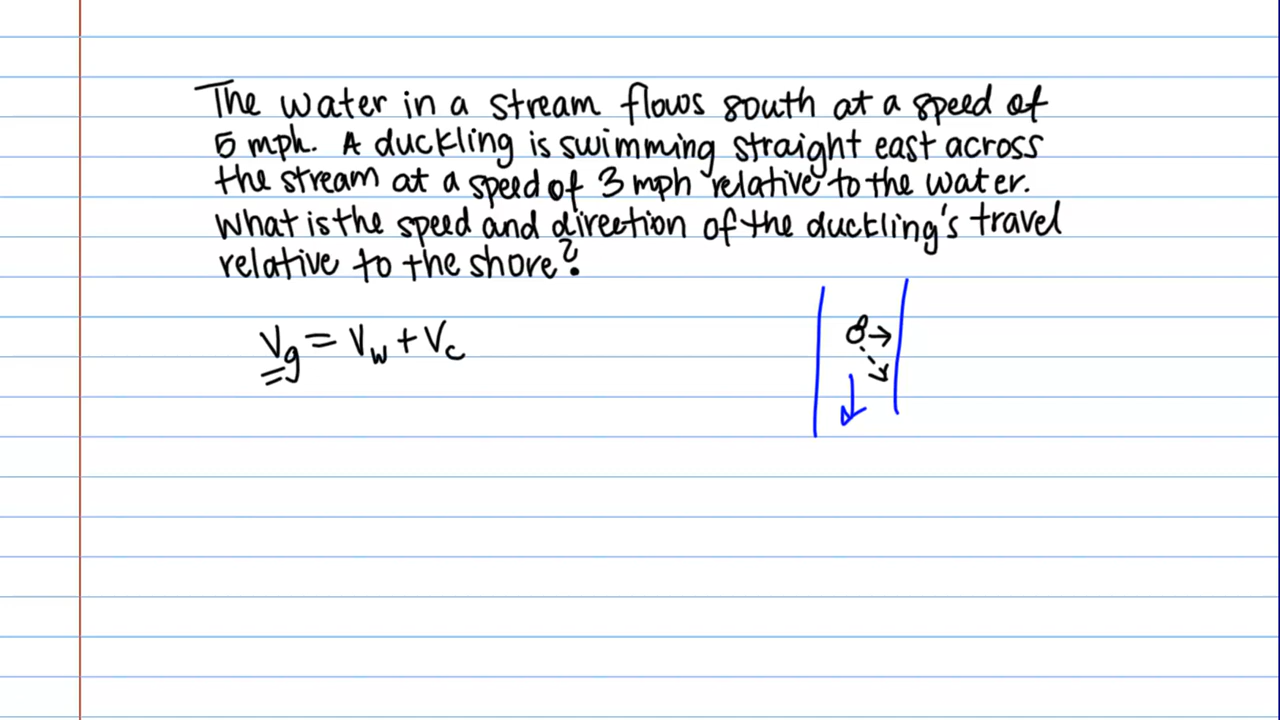 The water in a stream flows south at a speed of
5 mph. A duckling is swimming straight east across
the stream at a speed of 3 mph relative to the water.
What is the speed and direction of the duckling's travel
relative to the shore?
Vg = Vw + Vc